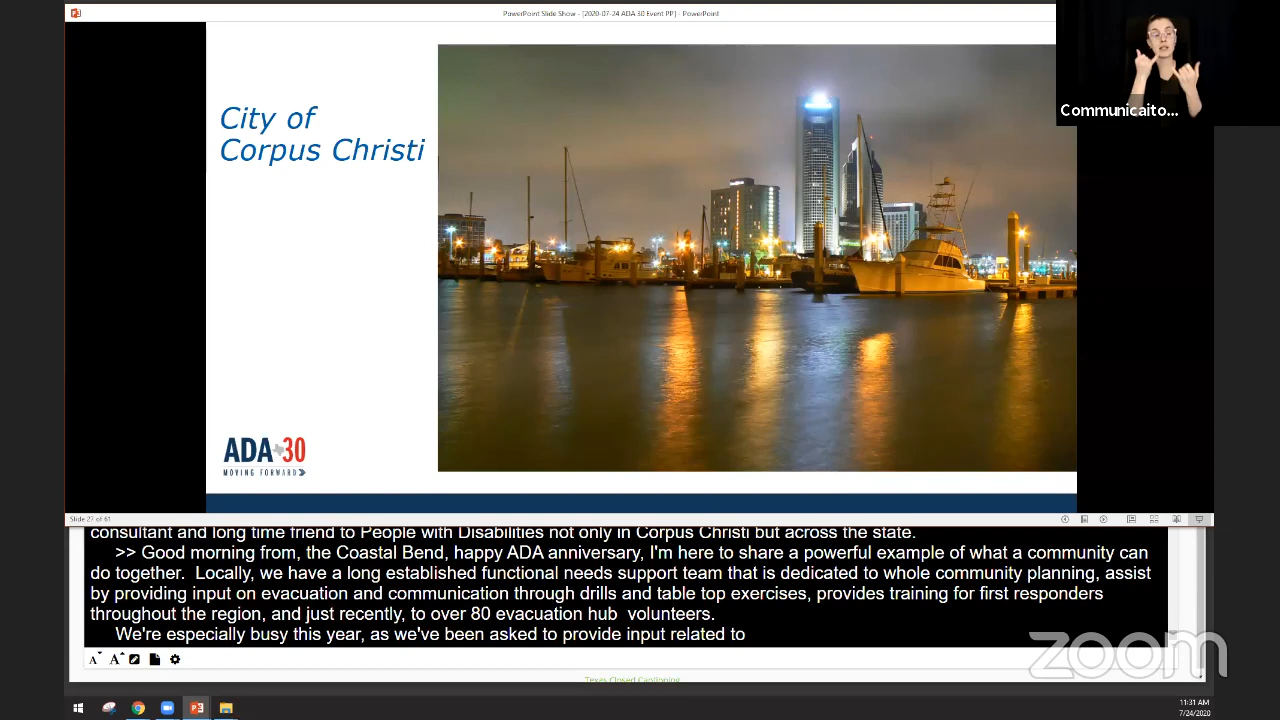 PowerPoint Slide Show - [2020-07-24 ADA 30 Event PP] - PowerPoint
Communicaito...
City of
Corpus Christi
ADA 30
MOVING FORWARD
Slide 27 of 61
consultant and long time friend to People with Disabilities not only in Corpus Christi but across the state.
>> Good morning from, the Coastal Bend, happy ADA anniversary, I'm here to share a powerful example of what a community can
do together.  Locally, we have a long established functional needs support team that is dedicated to whole community planning, assist
by providing input on evacuation and communication through drills and table top exercises, provides training for first responders
throughout the region, and just recently, to over 80 evacuation hub  volunteers.
We're especially busy this year, as we've been asked to provide input related to
A A
zoom
Texas Closed Captioning
11:31 AM
7/24/2020